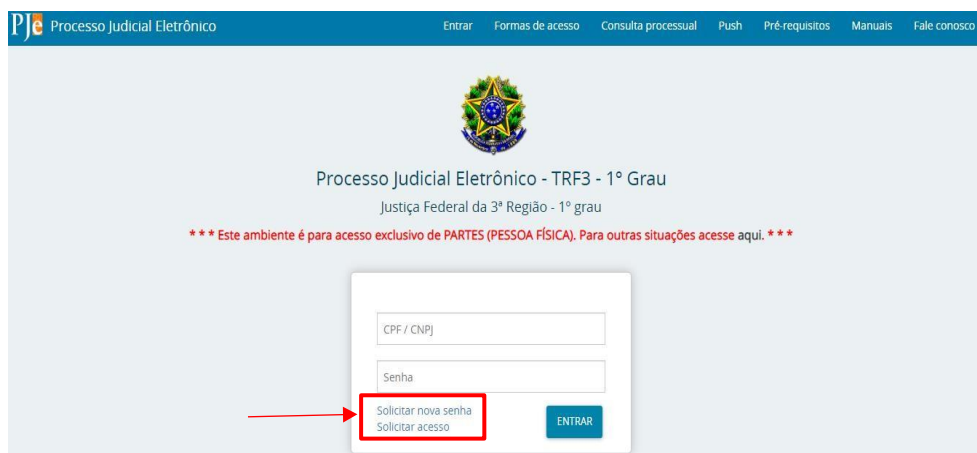 PJe Processo Judicial Eletrônico Entrar Formas de acesso Consulta processual Push Pré-requisitos Manuais Fale conosco
Processo Judicial Eletrônico - TRF3 - 1º Grau
Justiça Federal da 3ª Região - 1º grau
* * * Este ambiente é para acesso exclusivo de PARTES (PESSOA FÍSICA). Para outras situações acesse aqui. * * *
CPF / CNPJ
Senha
Solicitar nova senha
Solicitar acesso
ENTRAR